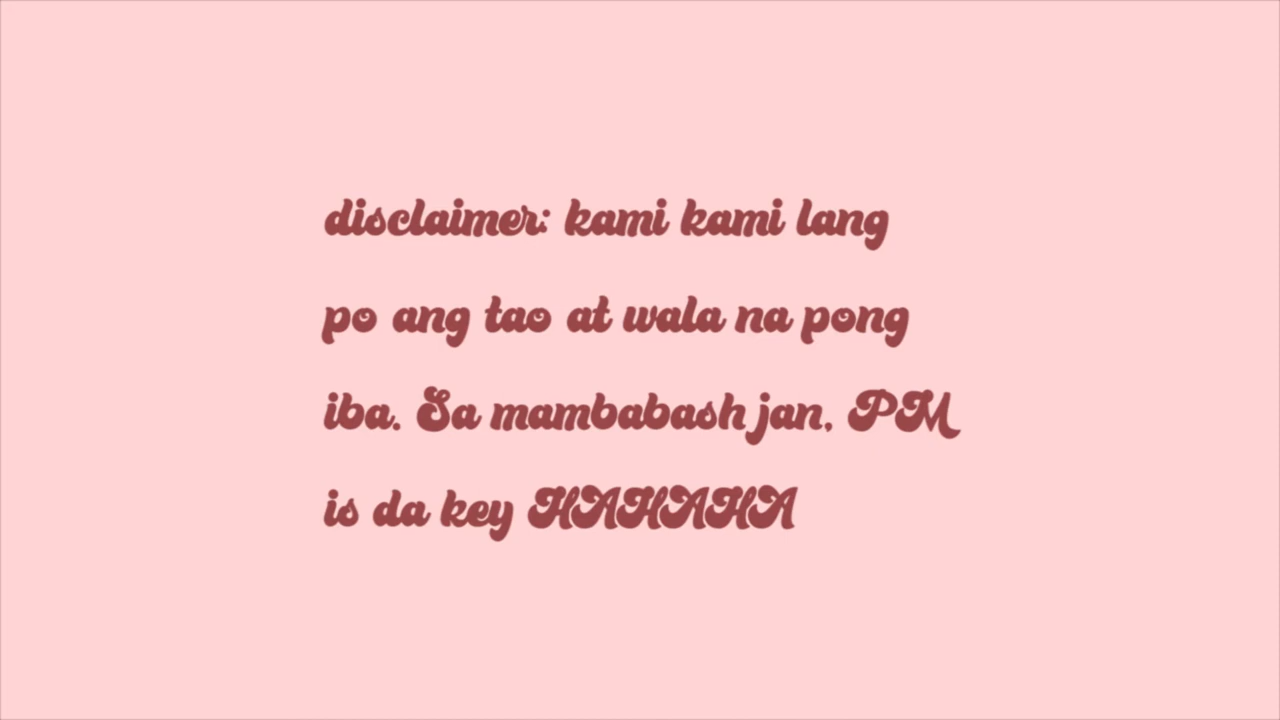 disclaimer: kami kami lang
po ang tao at wala na pong
iba. Sa mambabash jan, PM
is da key HAHAHA